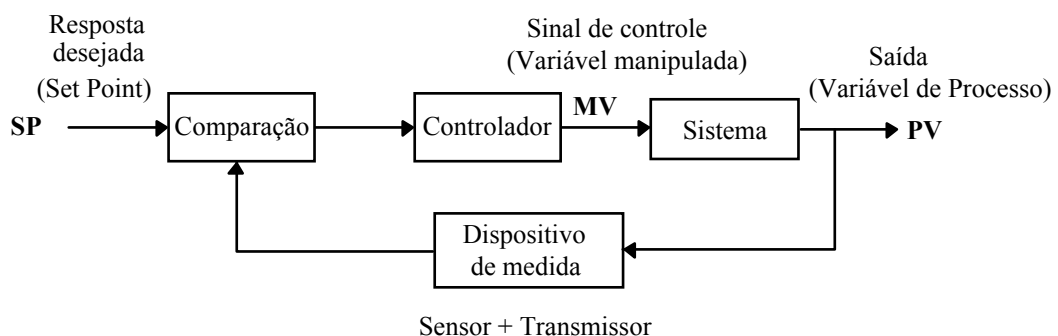 Resposta
desejada
(Set Point)
SP
Comparação
Controlador
Sinal de controle
(Variável manipulada)
MV
Sistema
Saída
(Variável de Processo)
PV
Dispositivo
de medida
Sensor + Transmissor